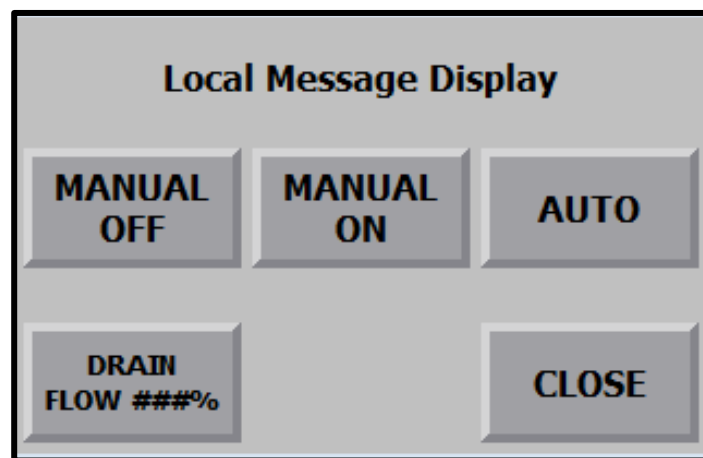 Local Message Display
MANUAL
OFF
MANUAL
ON
AUTO
DRAIN
FLOW ###%
CLOSE